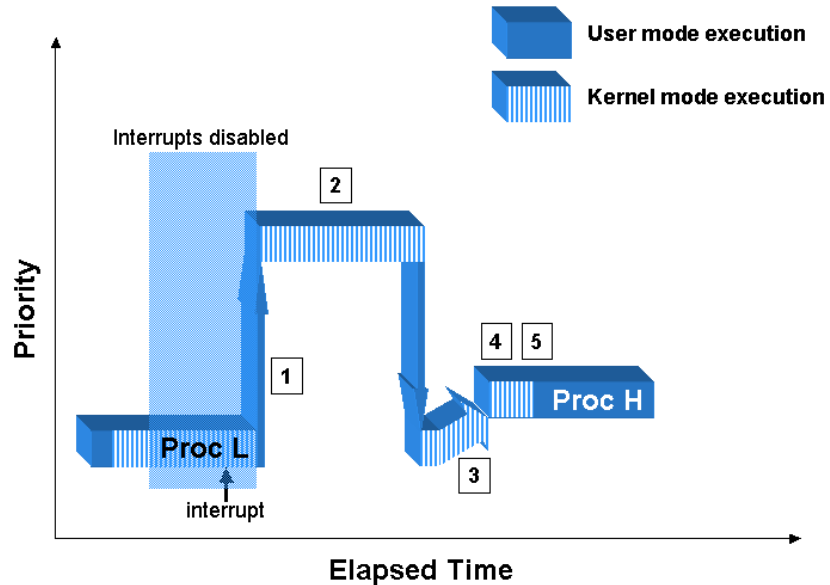 User mode execution
Kernel mode execution
Interrupts disabled
2
4 5
1
Proc H
Proc L
3
interrupt
Priority
Elapsed Time